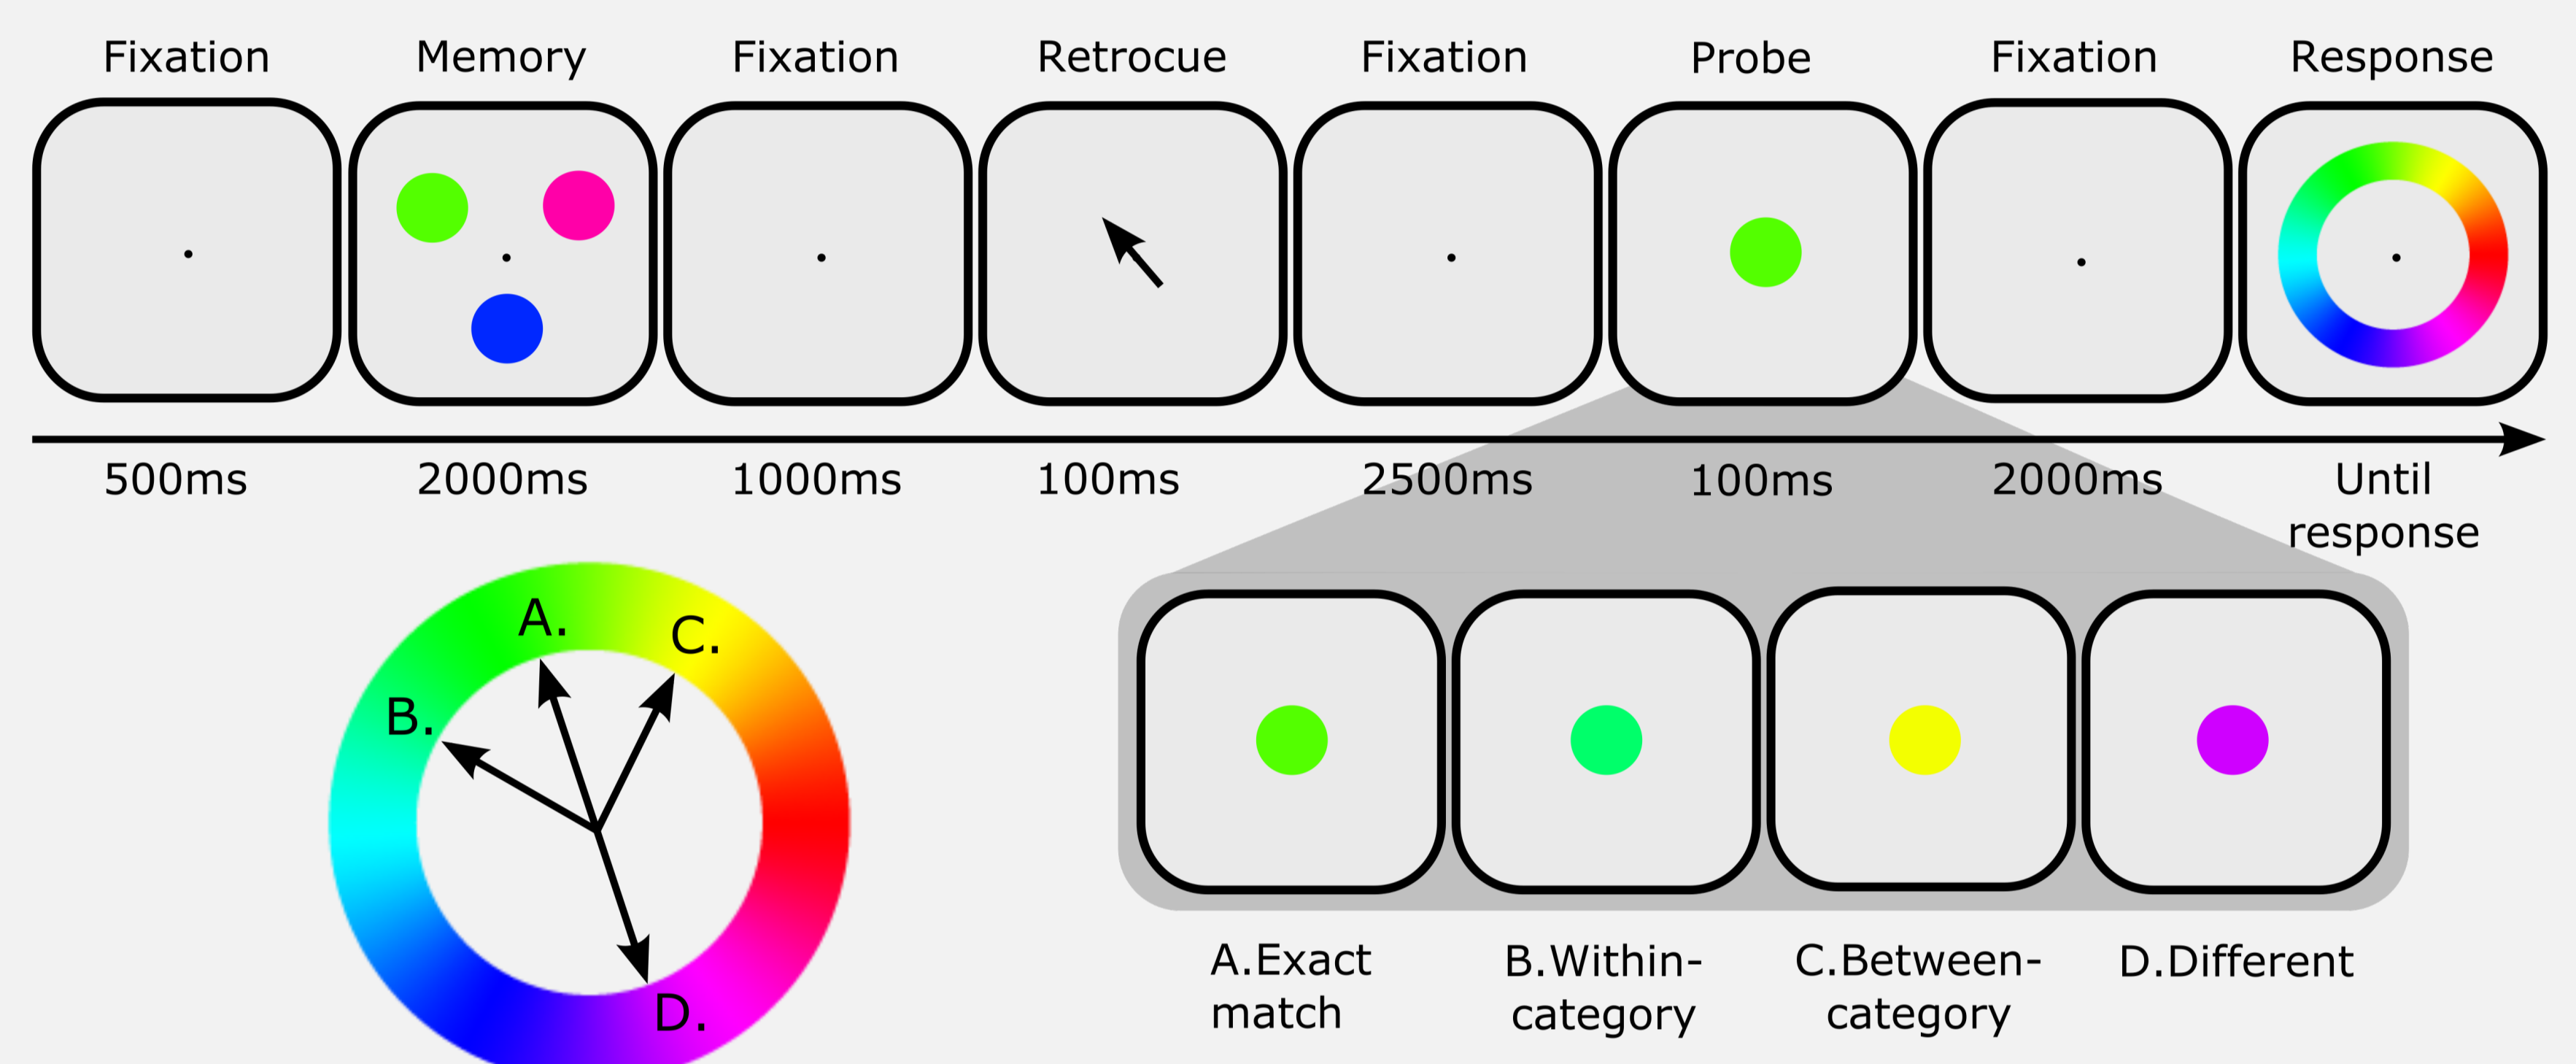 Fixation
Memory
Fixation
Retrocue
Fixation
Probe
Fixation
Response
500ms
2000ms
1000ms
100ms
2500ms
100ms
2000ms
Until
response
A.
B.
C.
D.
A.Exact
match
B.Within-
category
C.Between-
category
D.Different